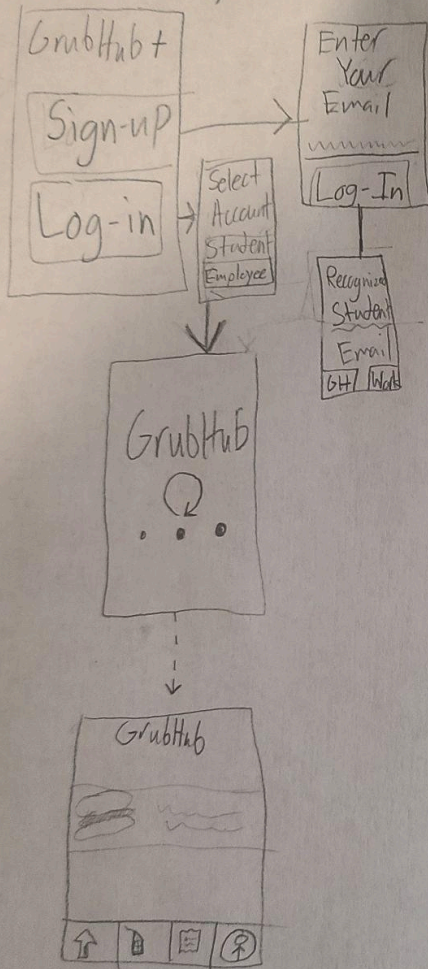 GrubHub+
Sign-up
Log-in
Select
Account
Student
Employee
Enter
Your
Email
Log-In
Recognized
Student
Email
GH
Work
GrubHub
GrubHub